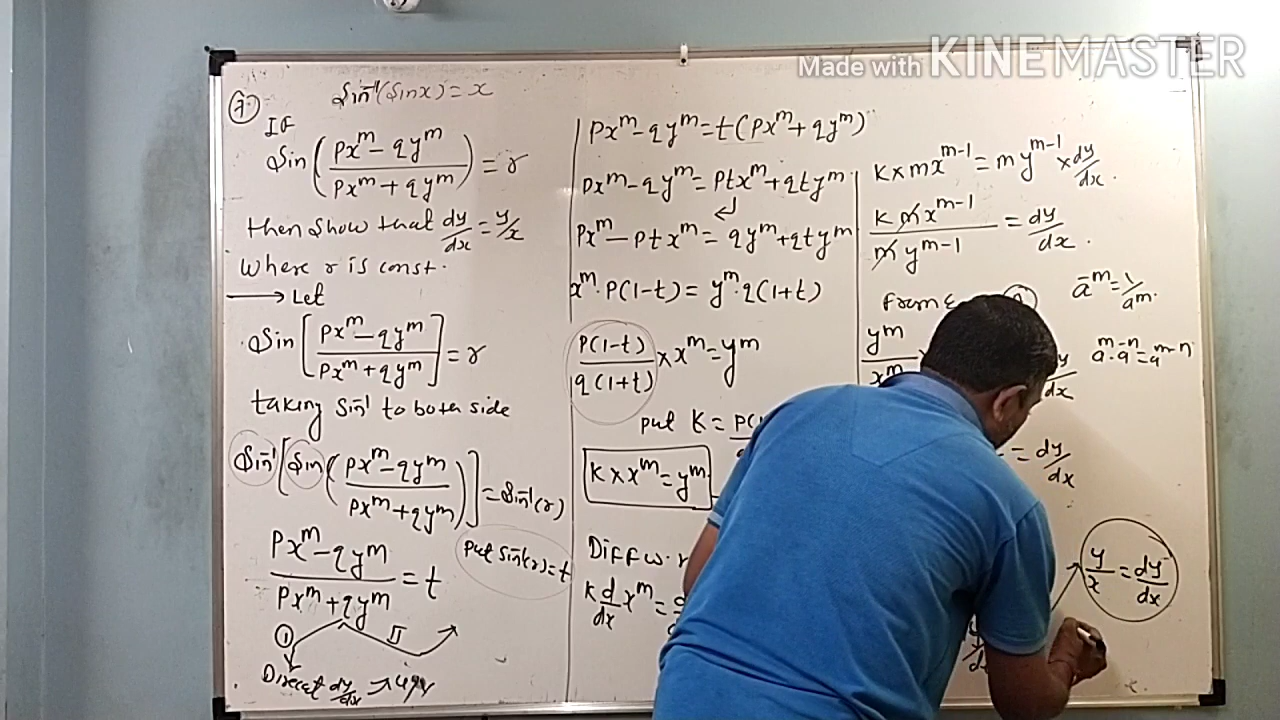 Made with KINEMASTER
7.
Sin⁻¹(Sinx) = x
IF
Sin((Px^m - qy^m)/(Px^m + qy^m)) = r
then show that dy/dx = y/x
where r is const.
→ Let
Sin[(Px^m - qy^m)/(Px^m + qy^m)] = r
taking Sin⁻¹ to both side
Sin⁻¹[Sin((Px^m - qy^m)/(Px^m + qy^m))] = Sin⁻¹(r)
(Px^m - qy^m)/(Px^m + qy^m) = t
Put Sin⁻¹(r) = t
① II
Direct dy/dx →
Px^m - qy^m = t(Px^m + qy^m)
Px^m - qy^m = Ptx^m + qty^m
Px^m - Ptx^m = qy^m + qty^m
x^m · P(1-t) = y^m · q(1+t)
P(1-t)/q(1+t) × x^m = y^m
Put K =
K × x^m = y^m
Diff w.
K d/dx x^m =
K × mx^(m-1) = my^(m-1) × dy/dx.
K mx^(m-1)/my^(m-1) = dy/dx.
From
a^-m = 1/a^m.
y^m/x^m
dy/dx
a^m · a^-n = a^(m-n)
= dy/dx
y/x = dy/dx